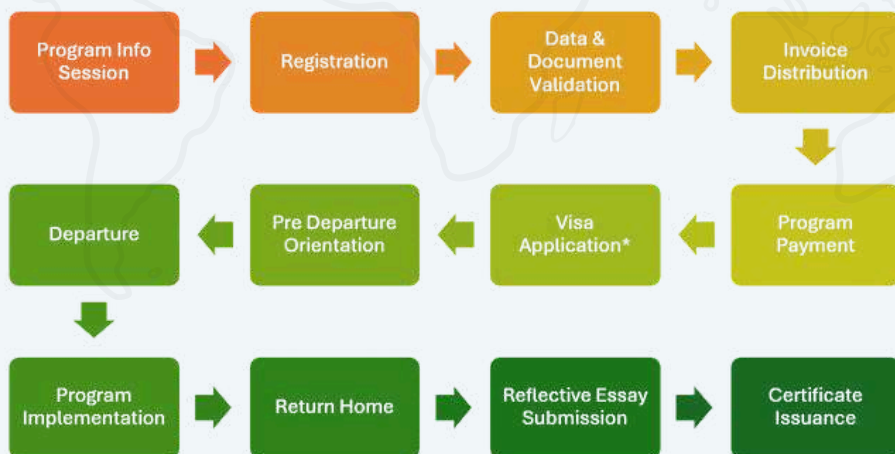 Program Info
Session
Registration
Data &
Document
Validation
Invoice
Distribution
Program
Payment
Visa
Application*
Pre Departure
Orientation
Departure
Program
Implementation
Return Home
Reflective Essay
Submission
Certificate
Issuance